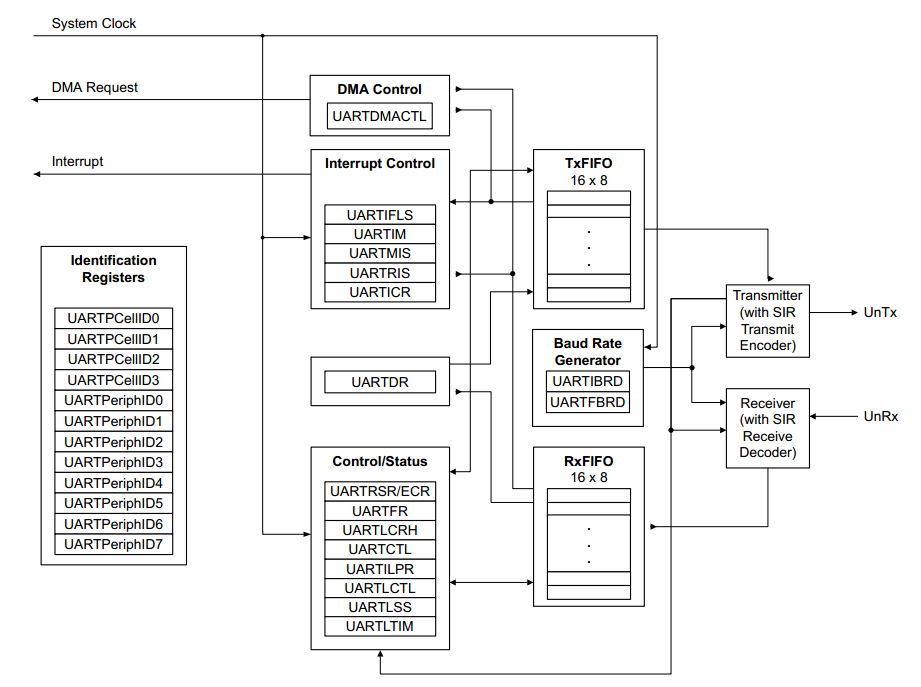 System Clock
DMA Request
DMA Control
UARTDMACTL
Interrupt
Interrupt Control
UARTIFLS
UARTIM
UARTMIS
UARTRIS
UARTICR
TxFIFO
16 x 8
.
.
.
Identification
Registers
UARTPCellID0
UARTPCellID1
UARTPCellID2
UARTPCellID3
UARTPeriphID0
UARTPeriphID1
UARTPeriphID2
UARTPeriphID3
UARTPeriphID4
UARTPeriphID5
UARTPeriphID6
UARTPeriphID7
UARTDR
Baud Rate
Generator
UARTIBRD
UARTFBRD
Transmitter
(with SIR
Transmit
Encoder)
UnTx
Receiver
(with SIR
Receive
Decoder)
UnRx
Control/Status
UARTRSR/ECR
UARTFR
UARTLCRH
UARTCTL
UARTILPR
UARTLCTL
UARTLSS
UARTLTIM
RxFIFO
16 x 8
.
.
.